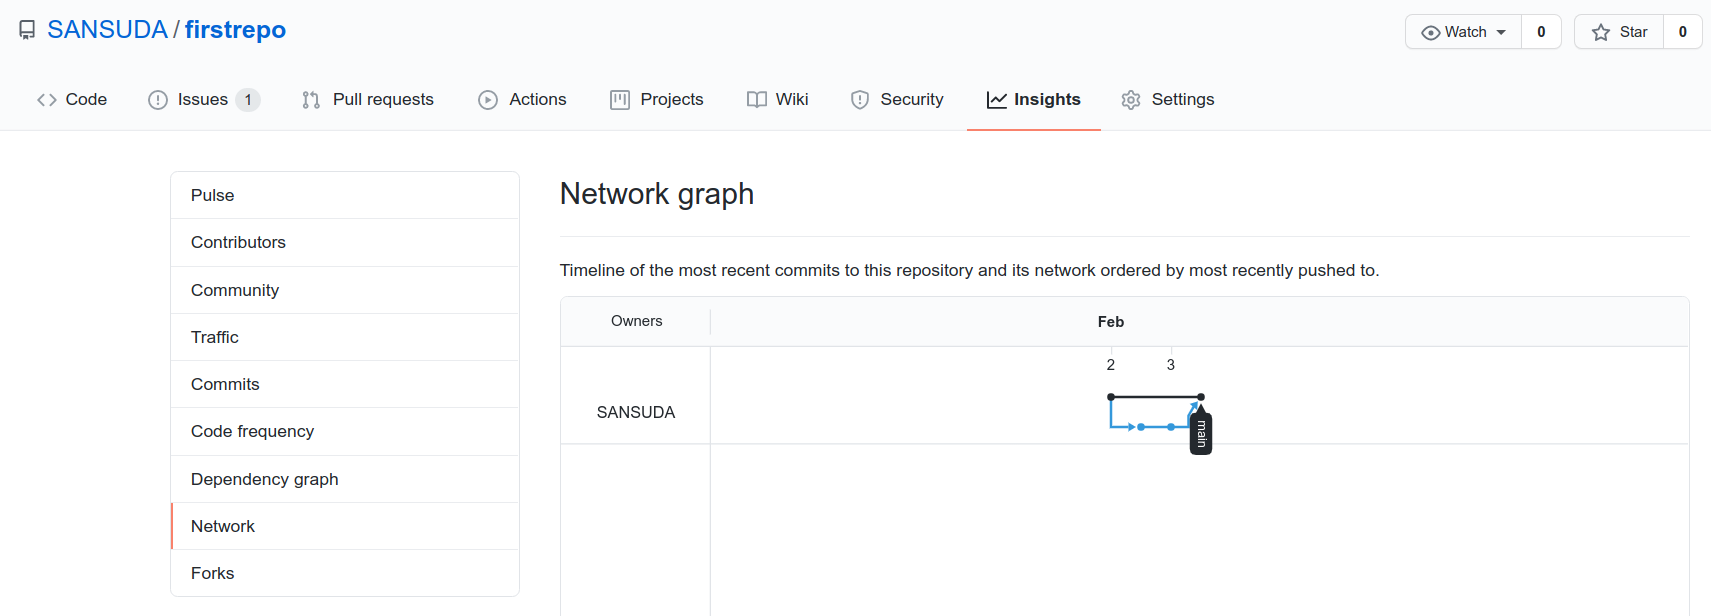 SANSUDA / firstrepo
Watch 0
Star 0
Code
Issues 1
Pull requests
Actions
Projects
Wiki
Security
Insights
Settings
Pulse
Contributors
Community
Traffic
Commits
Code frequency
Dependency graph
Network
Forks
Network graph
Timeline of the most recent commits to this repository and its network ordered by most recently pushed to.
Owners
Feb
2 3
SANSUDA
main